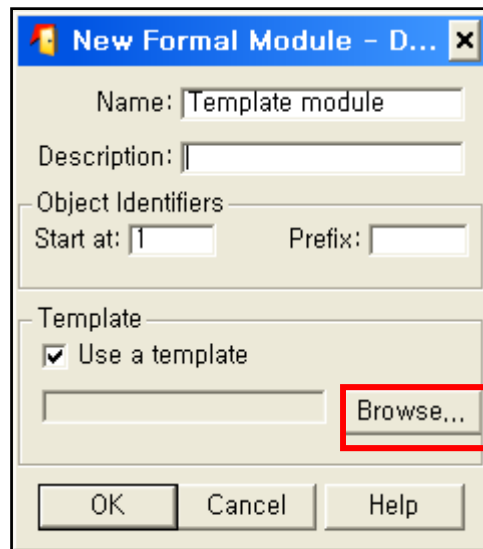 New Formal Module - D...
Name: Template module
Description:
Object Identifiers
Start at: 1 Prefix:
Template
Use a template
Browse...
OK Cancel Help